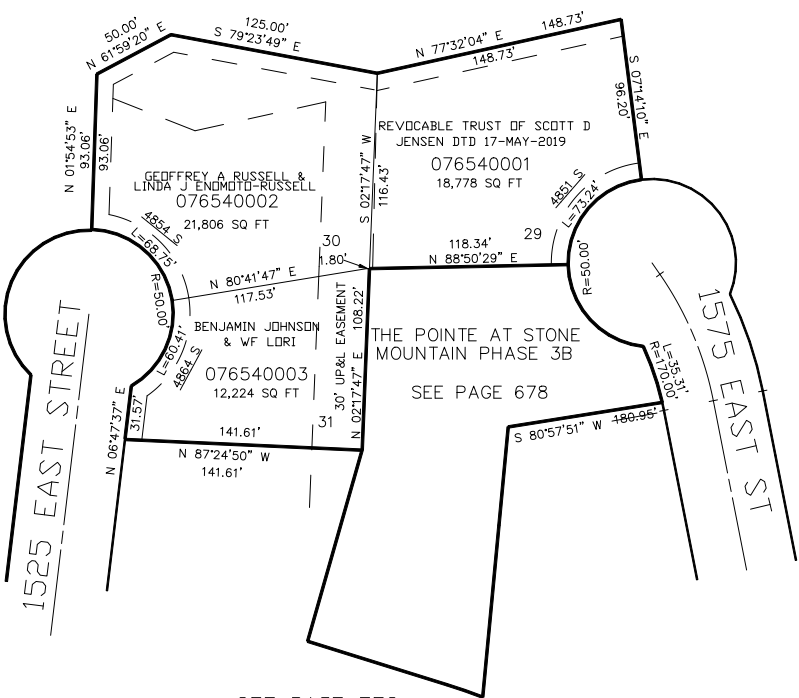 50.00'
N 61°59'20" E
125.00'
S 79°23'49" E
N 77°32'04 E
148.73'
148.73'
S 07°14'10" E
96.20'
N 01°54'53" E
93.06'
93.06'
S 02°17'47" W
116.43'
REVOCABLE TRUST OF SCOTT D
JENSEN DTD 17-MAY-2019
076540001
18,778 SQ FT
GEOFFREY A RUSSELL &
LINDA J ENOMOTO-RUSSELL
076540002
21,806 SQ FT
4854 S
L=68.75'
R=50.00'
4851 S
L=73.24'
R=50.00'
29
30
1.80'
118.34'
N 88°50'29" E
N 80°41'47" E
117.53'
BENJAMIN JOHNSON
& WF LORI
076540003
12,224 SQ FT
L=60.41'
4864 S
30' UP&L EASEMENT
N 02°17'47" E 108.22'
THE POINTE AT STONE
MOUNTAIN PHASE 3B
SEE PAGE 678
L=35.31'
R=170.00'
S 80°57'51" W 180.95'
N 06°47'37" E
31.57'
31
141.61'
N 87°24'50" W
141.61'
1525 EAST STREET
1575 EAST ST